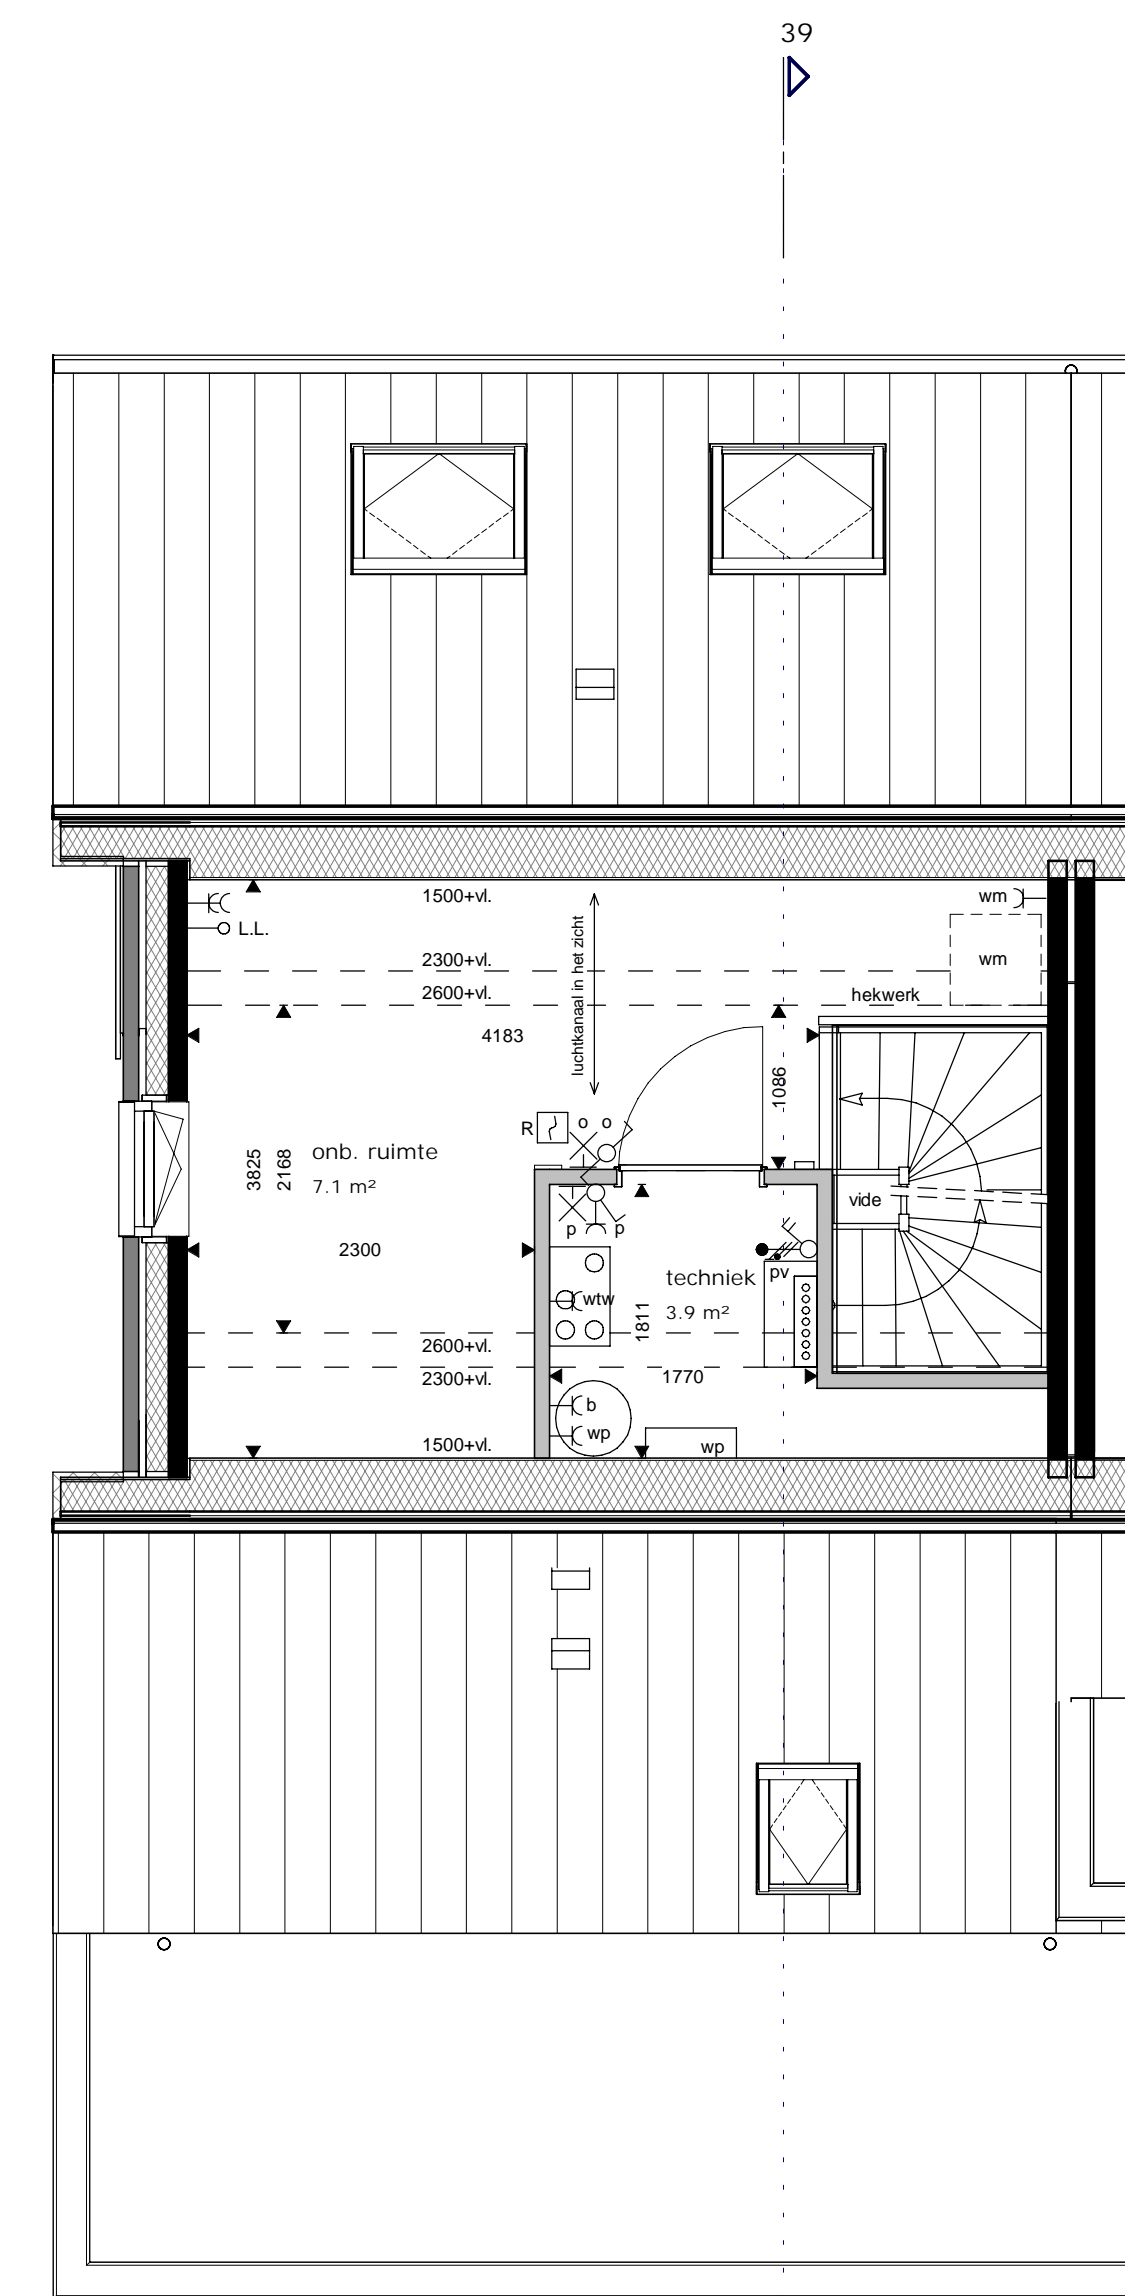 39
1500+vl.
wm
L.L.
2300+vl.
wm
2600+vl.
hekwerk
luchtkanaal in het zicht
4183
1086
R
o o
onb. ruimte
7.1 m²
3825
2168
vide
p p
2300
techniek
3.9 m²
pv
wtw
1811
2600+vl.
2300+vl.
1770
b
wp
1500+vl.
wp